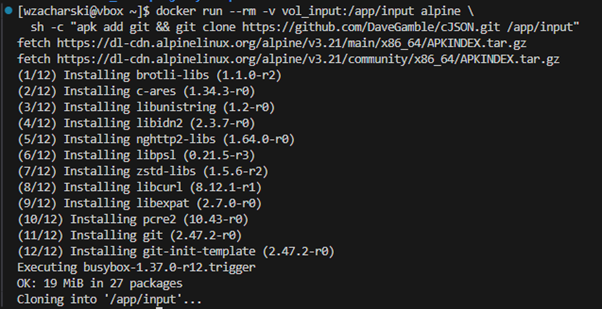 [wzacharski@vbox ~]$ docker run --rm -v vol_input:/app/input alpine \
sh -c "apk add git && git clone https://github.com/DaveGamble/cJSON.git /app/input"
fetch https://dl-cdn.alpinelinux.org/alpine/v3.21/main/x86_64/APKINDEX.tar.gz
fetch https://dl-cdn.alpinelinux.org/alpine/v3.21/community/x86_64/APKINDEX.tar.gz
(1/12) Installing brotli-libs (1.1.0-r2)
(2/12) Installing c-ares (1.34.3-r0)
(3/12) Installing libunistring (1.2-r0)
(4/12) Installing libidn2 (2.3.7-r0)
(5/12) Installing nghttp2-libs (1.64.0-r0)
(6/12) Installing libpsl (0.21.5-r3)
(7/12) Installing zstd-libs (1.5.6-r2)
(8/12) Installing libcurl (8.12.1-r1)
(9/12) Installing libexpat (2.7.0-r0)
(10/12) Installing pcre2 (10.43-r0)
(11/12) Installing git (2.47.2-r0)
(12/12) Installing git-init-template (2.47.2-r0)
Executing busybox-1.37.0-r12.trigger
OK: 19 MiB in 27 packages
Cloning into '/app/input'...